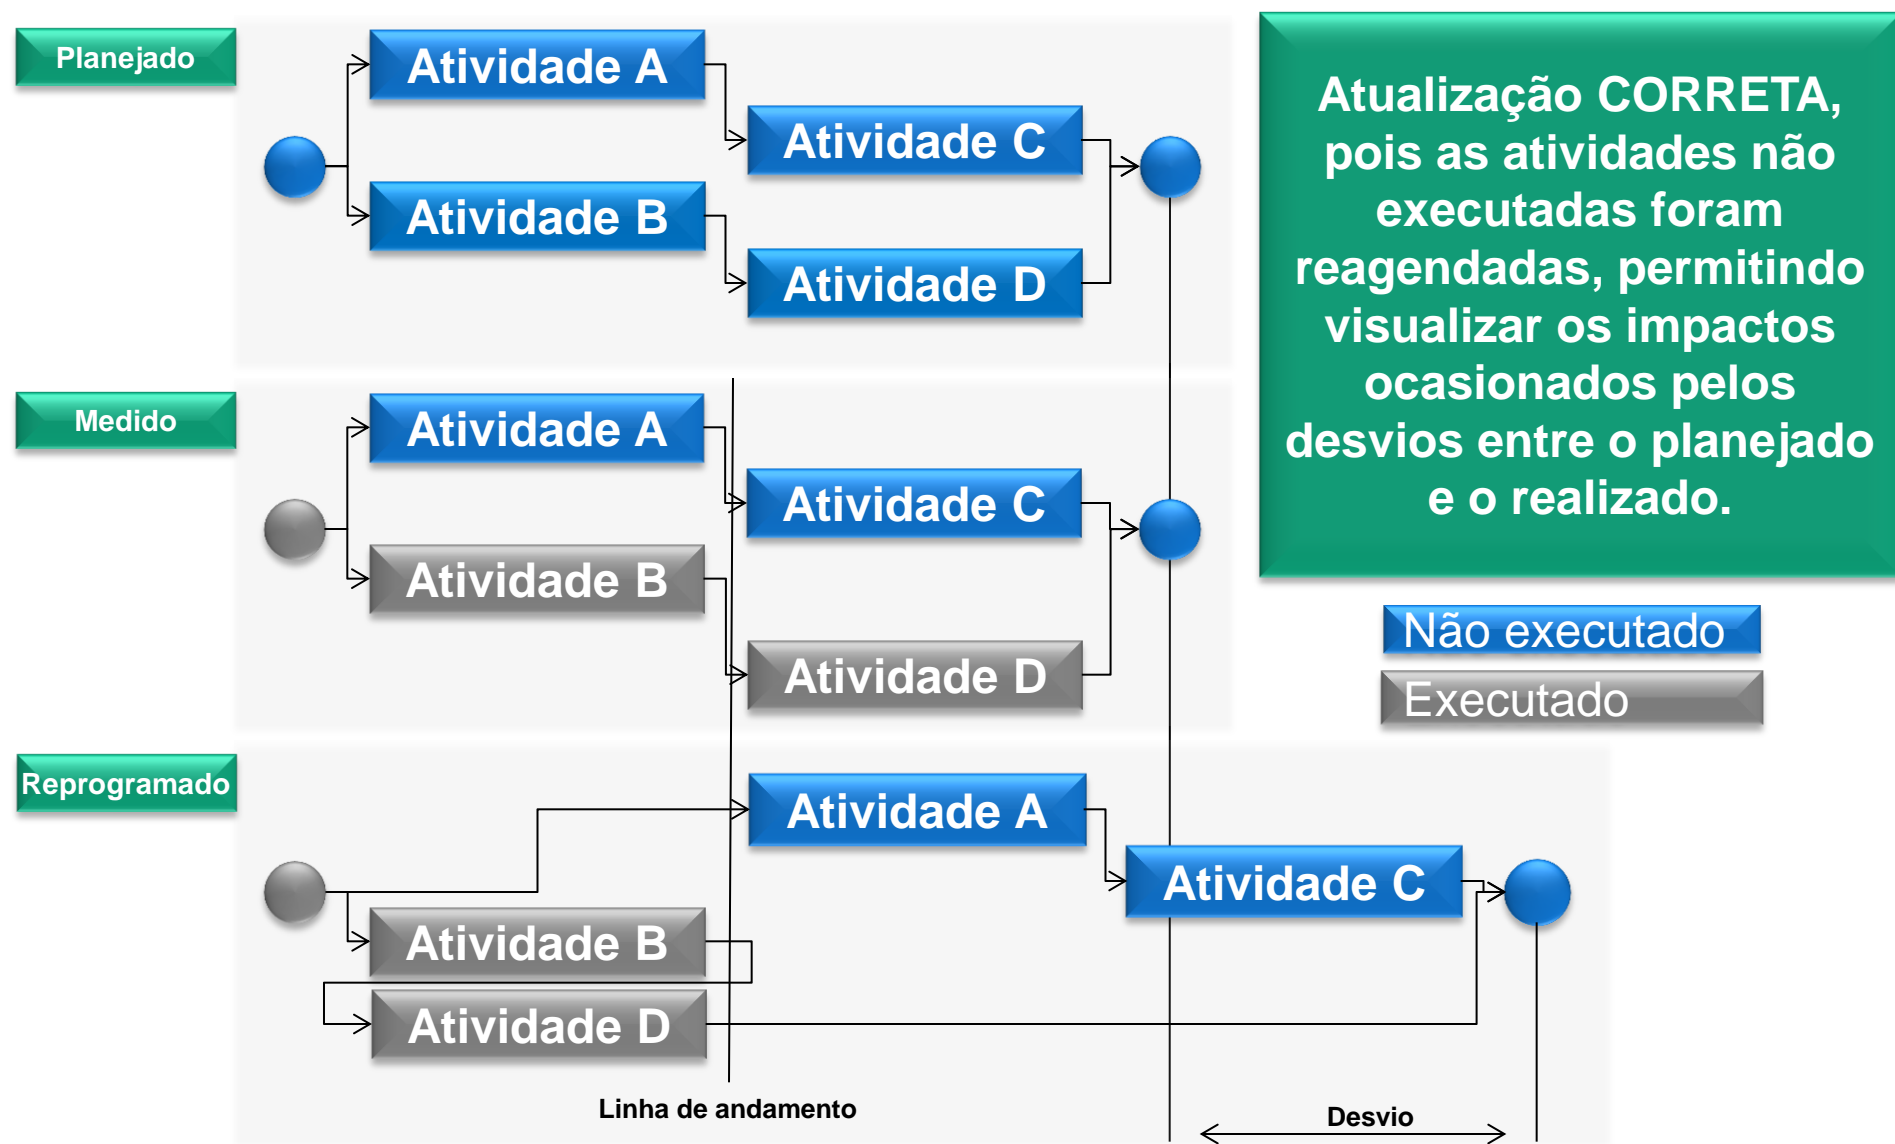 Planejado
Atividade A
Atividade C
Atividade B
Atividade D
Atualização CORRETA,
pois as atividades não
executadas foram
reagendadas, permitindo
visualizar os impactos
ocasionados pelos
desvios entre o planejado
e o realizado.
Medido
Atividade A
Atividade C
Atividade B
Atividade D
Não executado
Executado
Reprogramado
Atividade A
Atividade C
Atividade B
Atividade D
Linha de andamento
Desvio